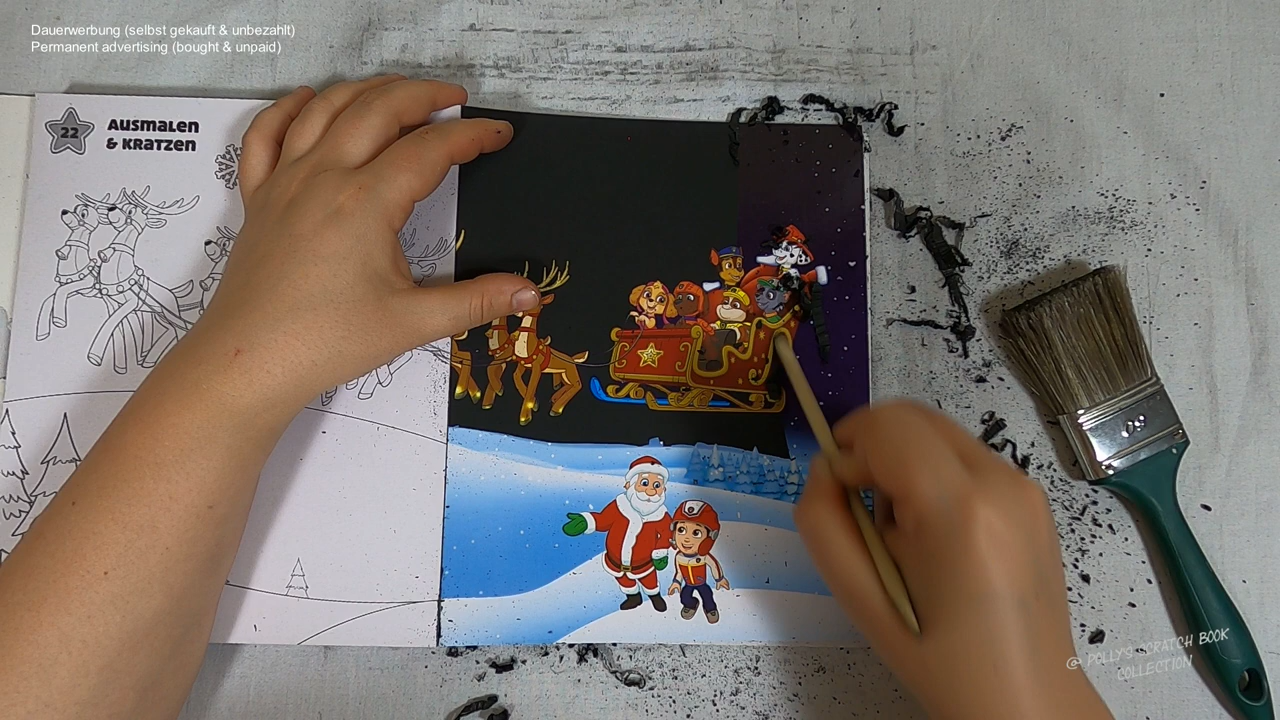 Dauerwerbung (selbst gekauft & unbezahlt)
Permanent advertising (bought & unpaid)
22
AUSMALEN
& KRATZEN
@ POLLY'S SCRATCH BOOK
COLLECTION